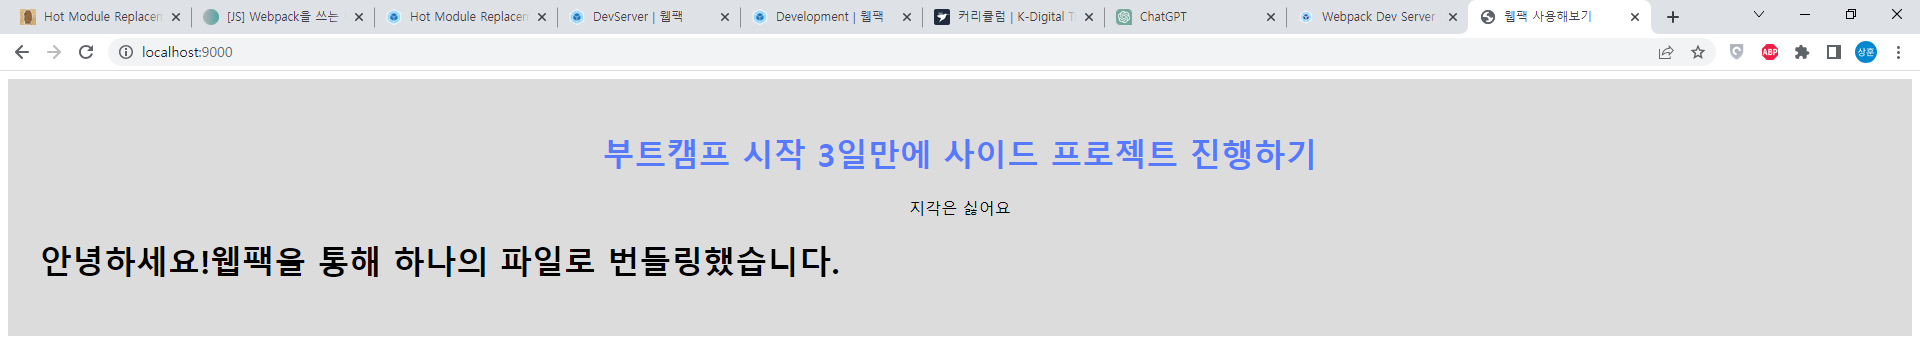 Hot Module Replacem
[JS] Webpack을 쓰는
Hot Module Replacem
DevServer | 웹팩
Development | 웹팩
커리큘럼 | K-Digital T
ChatGPT
Webpack Dev Server
웹팩 사용해보기
localhost:9000
ABP
상훈
부트캠프 시작 3일만에 사이드 프로젝트 진행하기
지각은 싫어요
안녕하세요!웹팩을 통해 하나의 파일로 번들링했습니다.